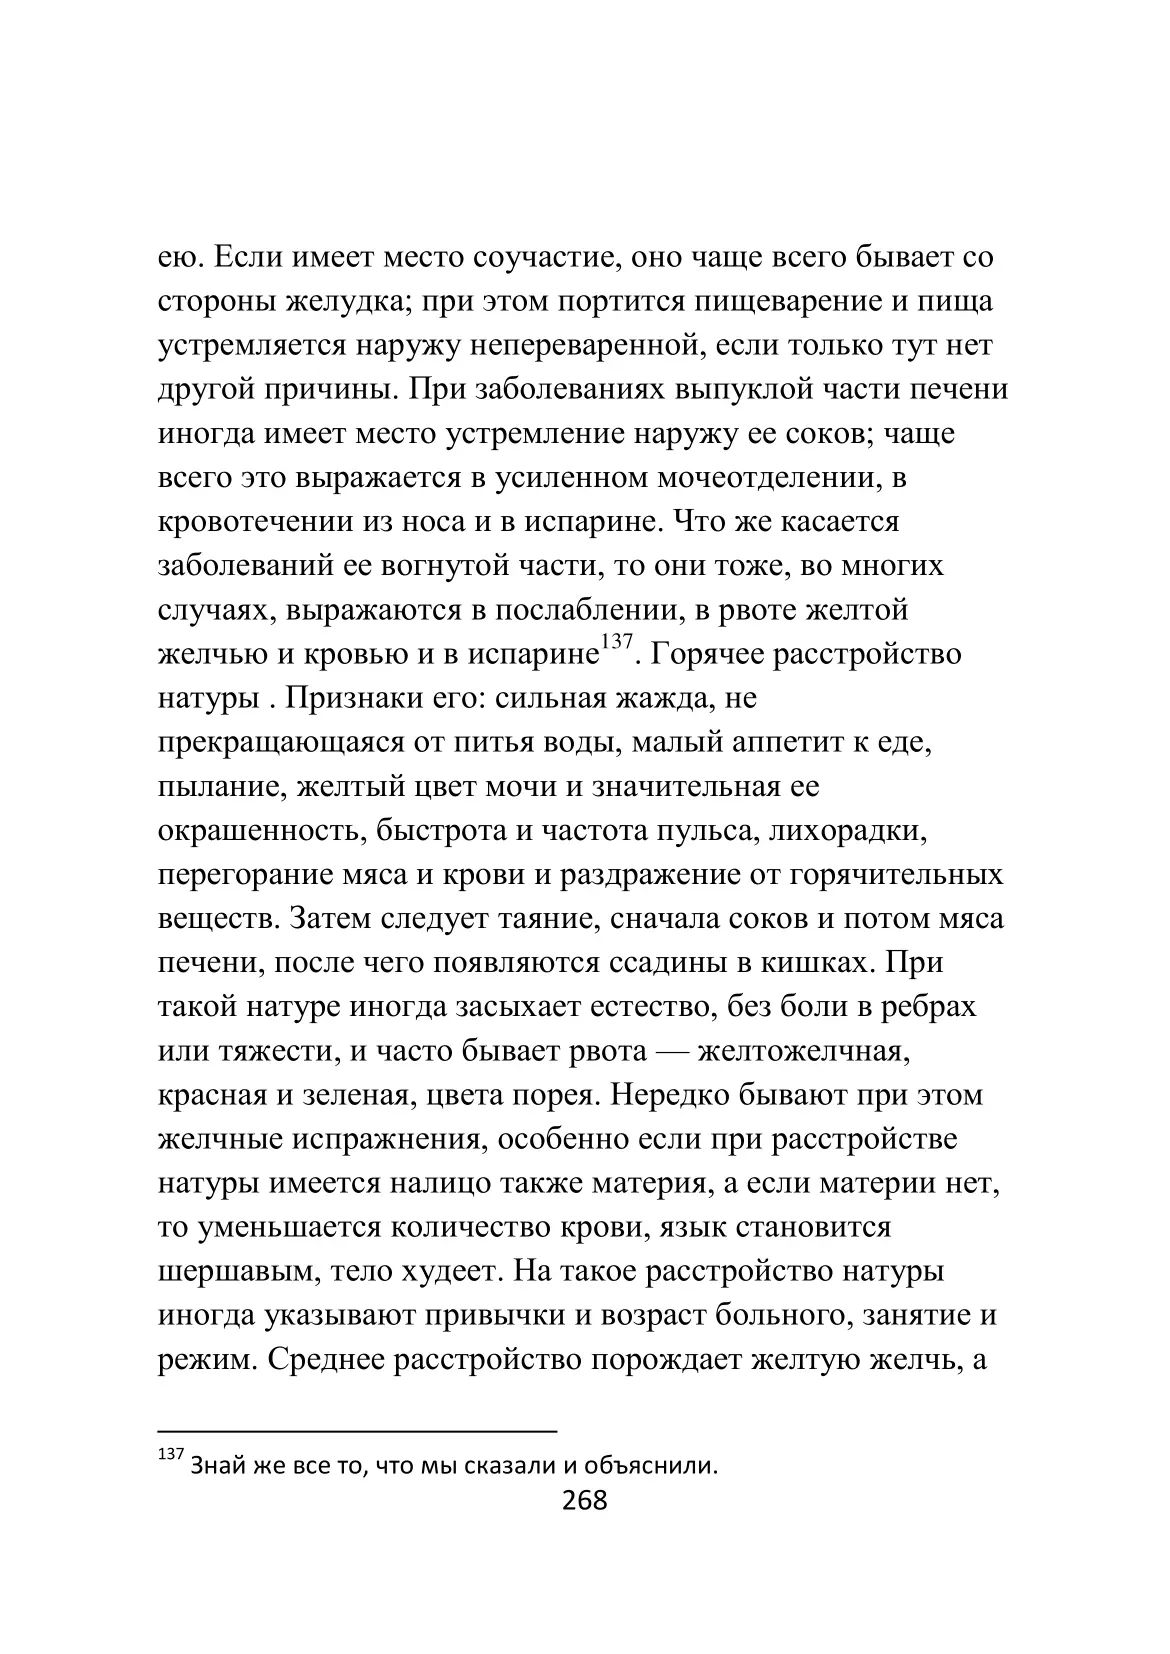 ею. Если имеет место соучастие, оно чаще всего бывает со
стороны желудка; при этом портится пищеварение и пища
устремляется наружу непереваренной, если только тут нет
другой причины. При заболеваниях выпуклой части печени
иногда имеет место устремление наружу ее соков; чаще
всего это выражается в усиленном мочеотделении, в
кровотечении из носа и в испарине. Что же касается
заболеваний ее вогнутой части, то они тоже, во многих
случаях, выражаются в послаблении, в рвоте желтой
желчью и кровью и в испарине137. Горячее расстройство
натуры . Признаки его: сильная жажда, не
прекращающаяся от питья воды, малый аппетит к еде,
пылание, желтый цвет мочи и значительная ее
окрашенность, быстрота и частота пульса, лихорадки,
перегорание мяса и крови и раздражение от горячительных
веществ. Затем следует таяние, сначала соков и потом мяса
печени, после чего появляются ссадины в кишках. При
такой натуре иногда засыхает естество, без боли в ребрах
или тяжести, и часто бывает рвота — желтожелчная,
красная и зеленая, цвета порея. Нередко бывают при этом
желчные испражнения, особенно если при расстройстве
натуры имеется налицо также материя, а если материи нет,
то уменьшается количество крови, язык становится
шершавым, тело худеет. На такое расстройство натуры
иногда указывают привычки и возраст больного, занятие и
режим. Среднее расстройство порождает желтую желчь, а
137 Знай же все то, что мы сказали и объяснили.
268